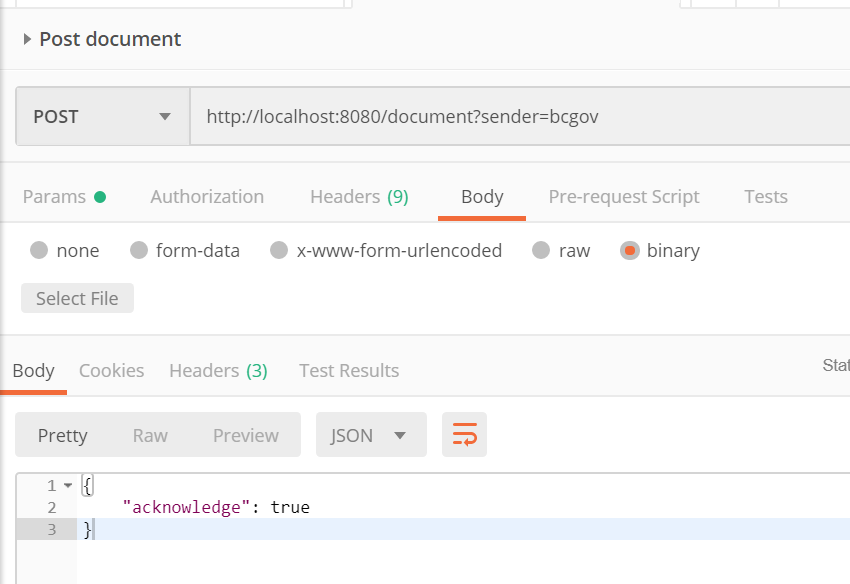 Post document
POST http://localhost:8080/document?sender=bcgov
Params Authorization Headers (9) Body Pre-request Script Tests
none form-data x-www-form-urlencoded raw binary
Select File
Body Cookies Headers (3) Test Results Stat
Pretty Raw Preview JSON
1 {
2 "acknowledge": true
3 }